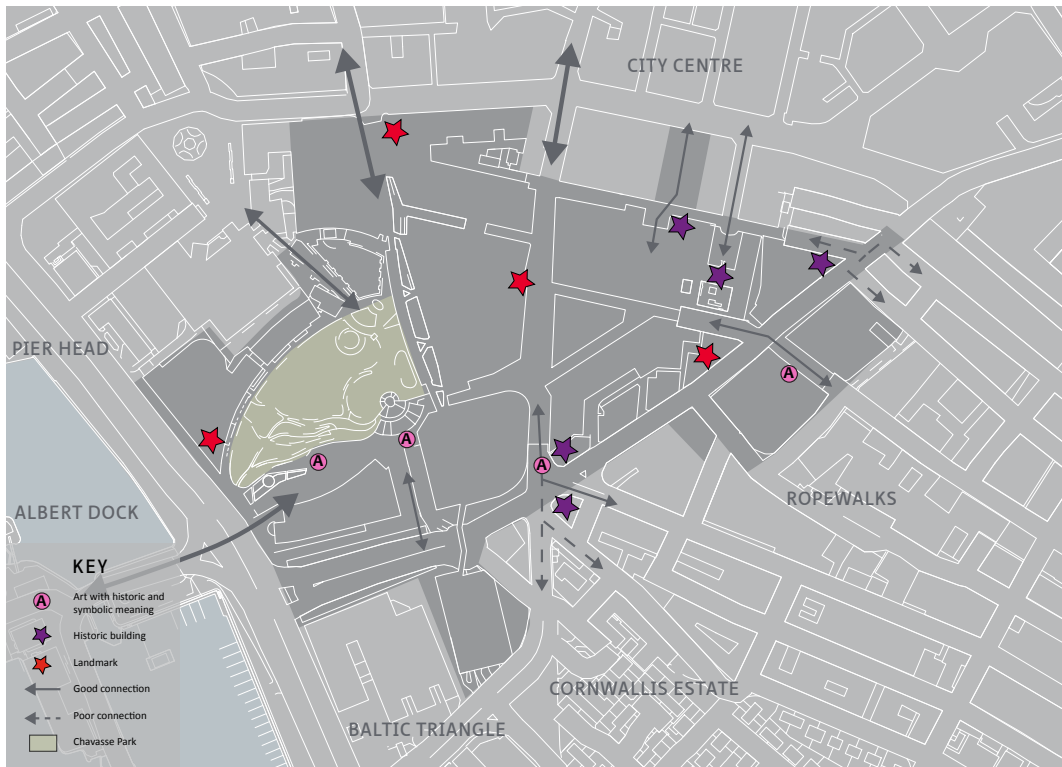 CITY CENTRE
PIER HEAD
A
A
A
A
ROPEWALKS
ALBERT DOCK
KEY
A
Art with historic and
symbolic meaning
Historic building
Landmark
Good connection
Poor connection
Chavasse Park
CORNWALLIS ESTATE
BALTIC TRIANGLE